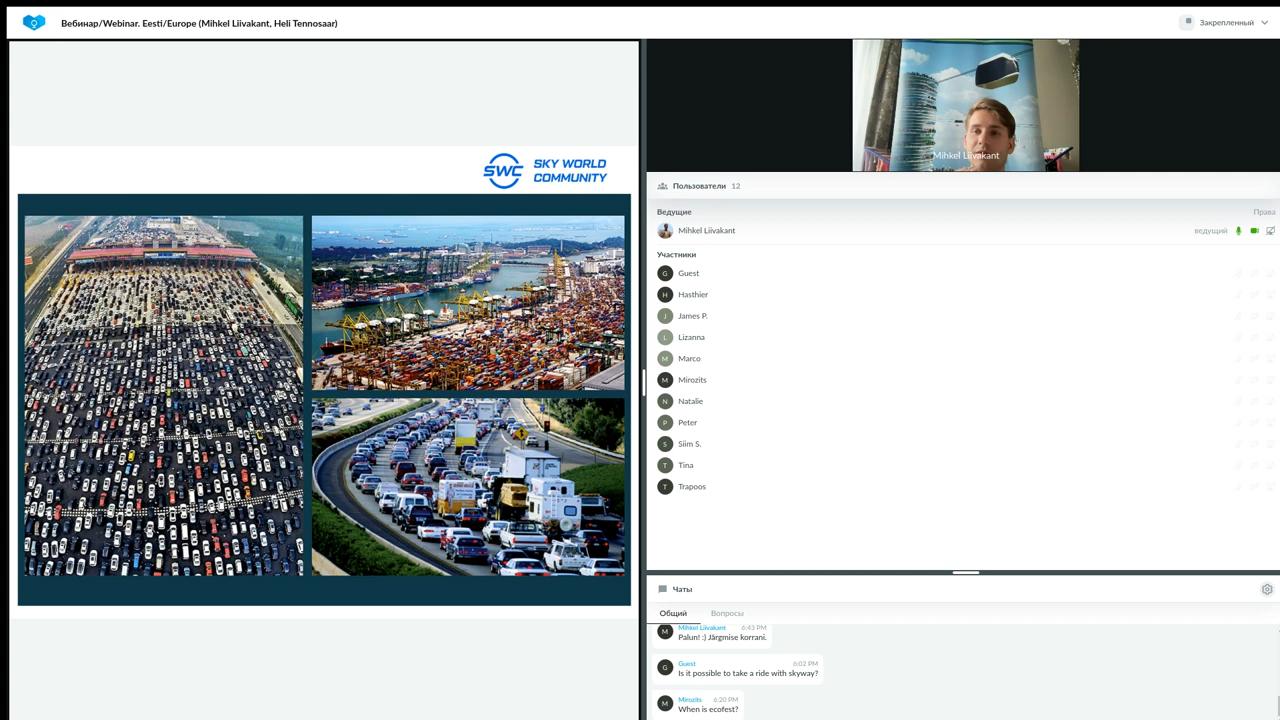 Вебинар/Webinar. Eesti/Europe (Mihkel Liivakant, Heli Tennosaar)
Закрепленный
SWC SKY WORLD
COMMUNITY
Mihkel Liivakant
Пользователи 12
Ведущие Права
Mihkel Liivakant ведущий
Участники
G Guest
H Hasthier
J James P.
L Lizanna
M Marco
M Mirozits
N Natalie
P Peter
S Siim S.
T Tina
T Trapoos
Чаты
Общий Вопросы
M Mihkel Liivakant 6:43 PM
Palun! :) Järgmise korrani.
G Guest 6:02 PM
Is it possible to take a ride with skyway?
M Mirozits 6:20 PM
When is ecofest?